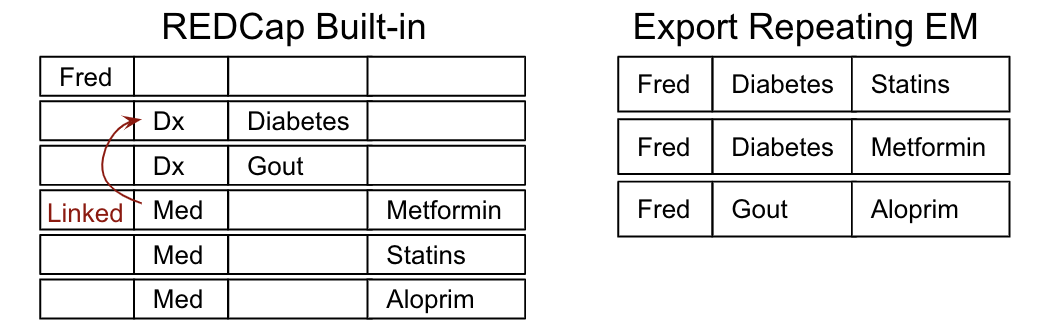 REDCap Built-in
Fred
Dx Diabetes
Dx Gout
Linked Med Metformin
Med Statins
Med Aloprim
Export Repeating EM
Fred Diabetes Statins
Fred Diabetes Metformin
Fred Gout Aloprim